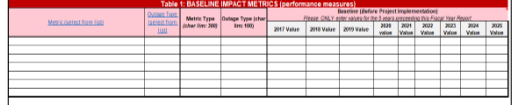 Table 1: BASELINE IMPACT METRICS (performance measures)
Metric (select from list)
Outage Type (select from list)
Metric Type (char lim: 300)
Outage Type (char lim: 100)
Baseline (Before Project Implementation)
Please ONLY enter values for the 5 years preceding this Fiscal Year Report
2017 Value
2018 Value
2019 Value
2020 value
2021 Value
2022 Value
2023 Value
2024 Value
2025 Value